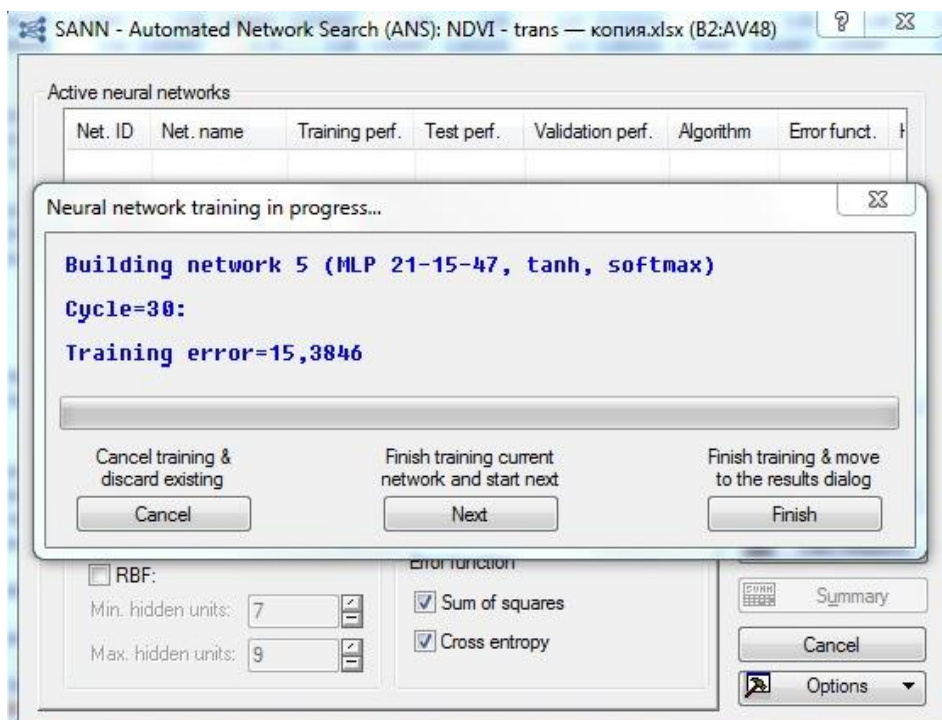 SANN - Automated Network Search (ANS): NDVI - trans — копия.xlsx (B2:AV48)
Active neural networks
Net. ID Net. name Training perf. Test perf. Validation perf. Algorithm Error funct.
Neural network training in progress...
Building network 5 (MLP 21-15-47, tanh, softmax)
Cycle=30:
Training error=15,3846
Cancel training &
discard existing
Cancel
Finish training current
network and start next
Next
Finish training & move
to the results dialog
Finish
RBF:
Min. hidden units: 7
Max. hidden units: 9
Error function
Sum of squares
Cross entropy
Summary
Cancel
Options